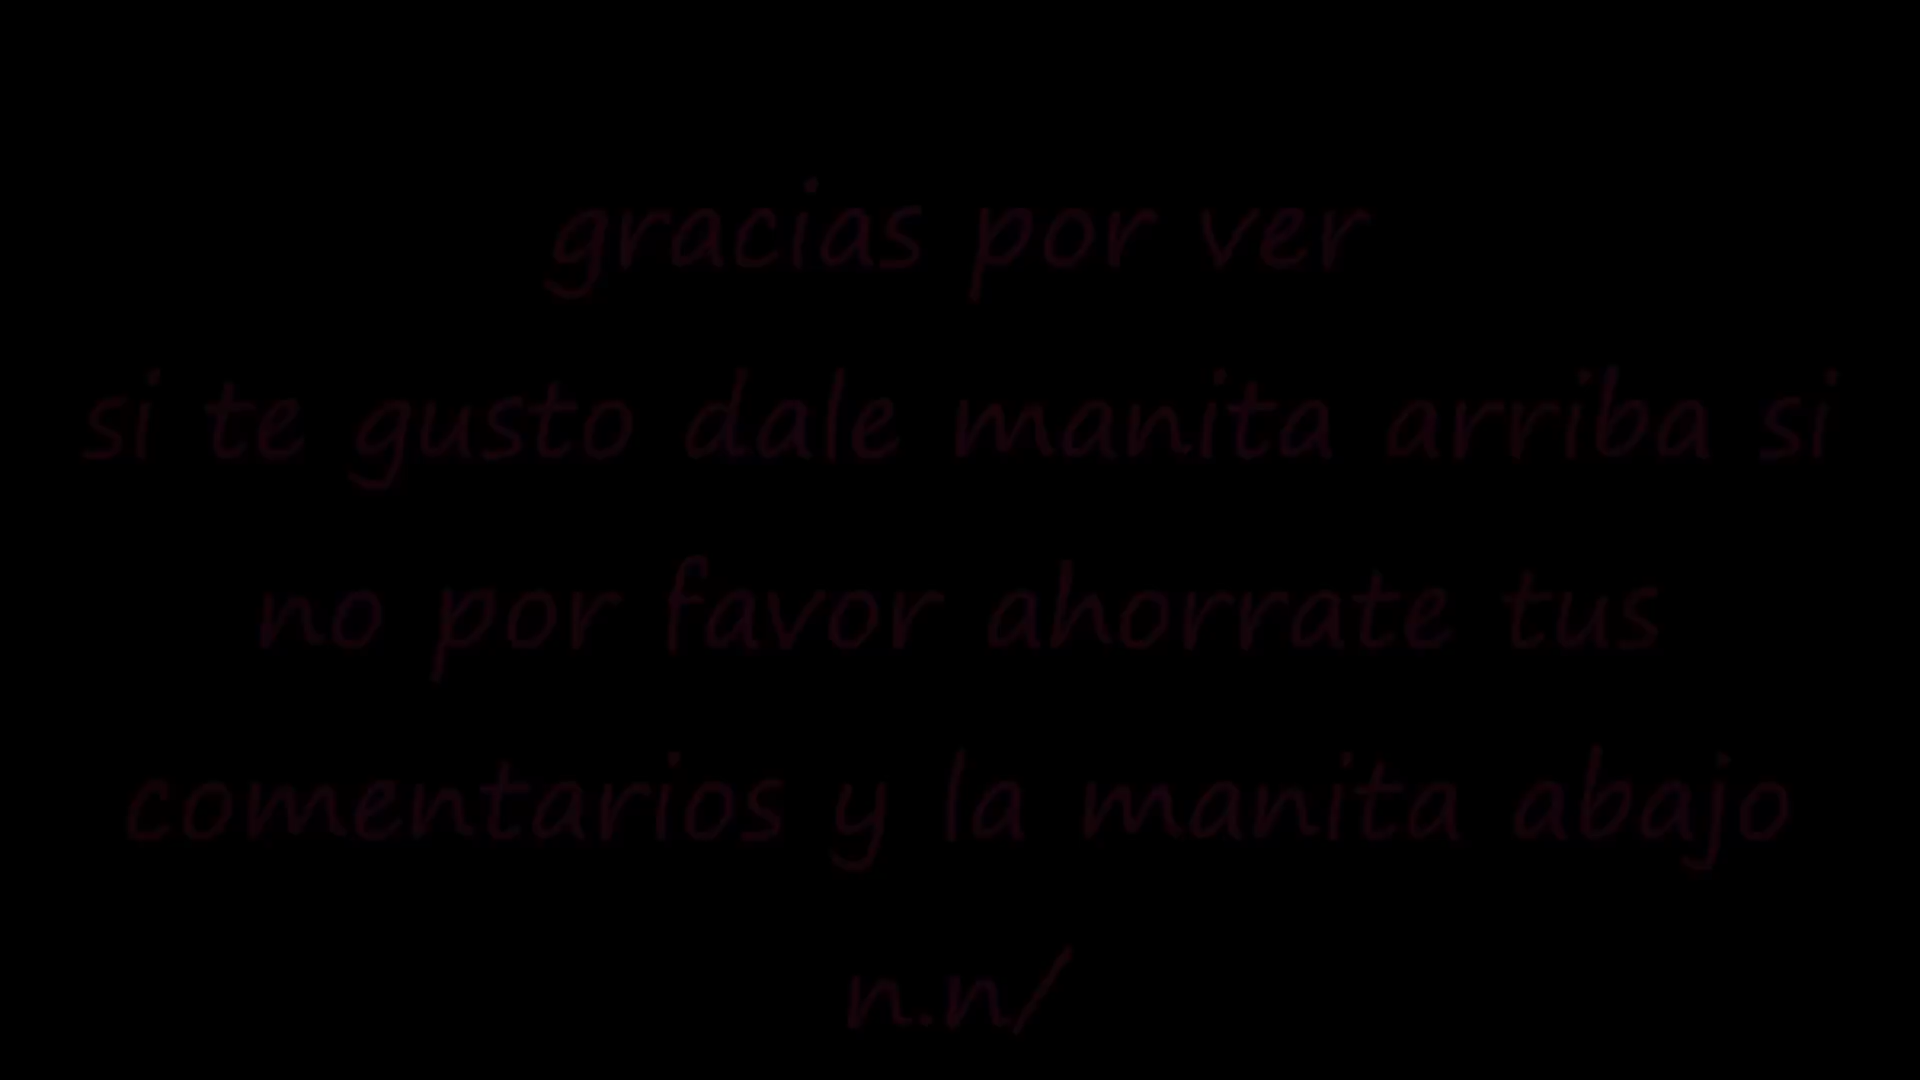 gracias por ver
si te gusto dale manita arriba si
no por favor ahorrate tus
comentarios y la manita abajo
n.n/